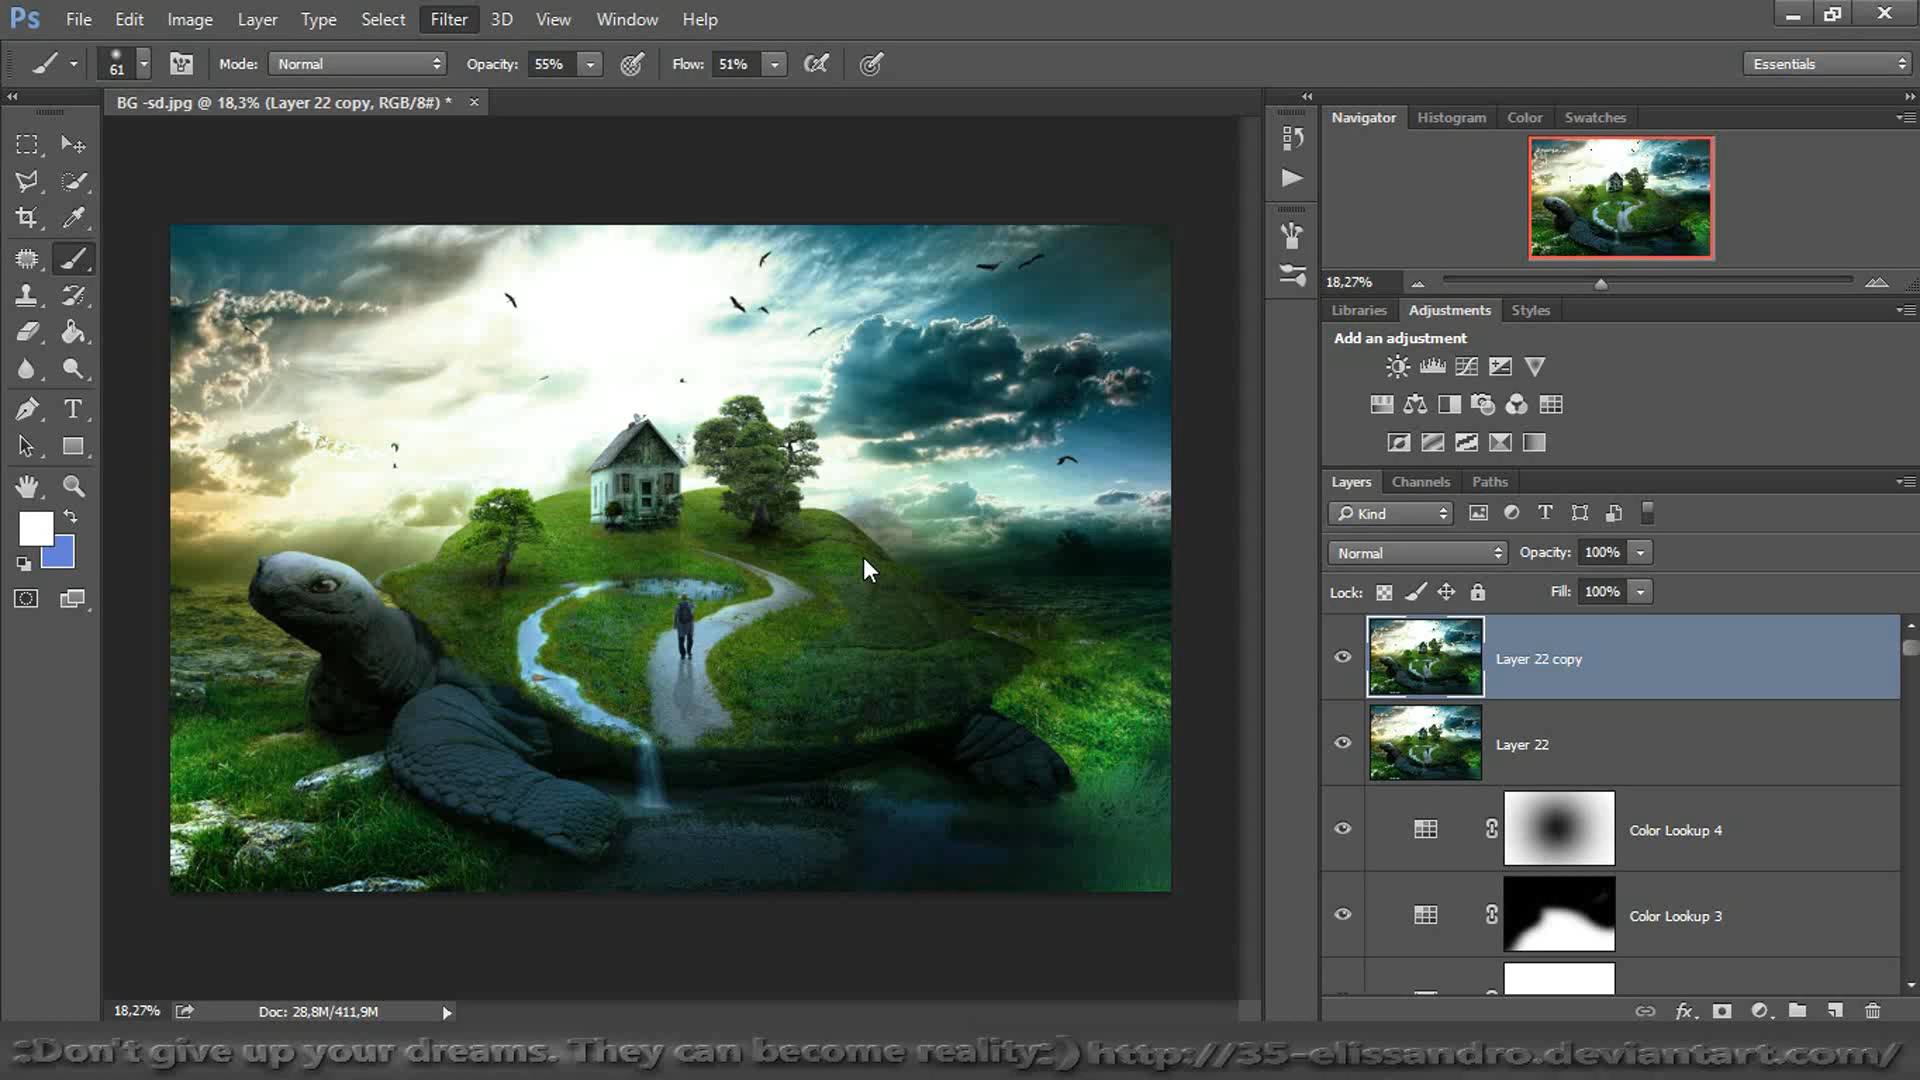 Ps File Edit Image Layer Type Select Filter 3D View Window Help
61 Mode: Normal Opacity: 55% Flow: 51% Essentials
BG -sd.jpg @ 18,3% (Layer 22 copy, RGB/8#) * ×
Navigator Histogram Color Swatches
18,27%
Libraries Adjustments Styles
Add an adjustment
Layers Channels Paths
Kind
Normal Opacity: 100%
Lock: Fill: 100%
Layer 22 copy
Layer 22
Color Lookup 4
Color Lookup 3
18,27% Doc: 28,8M/411,9M
fx
:Don't give up your dreams. They can become reality:) http://35-elissandro.deviantart.com/